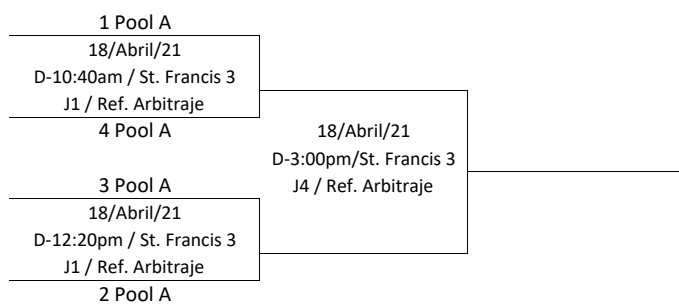 1 Pool A
18/Abril/21
D-10:40am / St. Francis 3
J1 / Ref. Arbitraje
4 Pool A
18/Abril/21
D-3:00pm/St. Francis 3
J4 / Ref. Arbitraje
3 Pool A
18/Abril/21
D-12:20pm / St. Francis 3
J1 / Ref. Arbitraje
2 Pool A